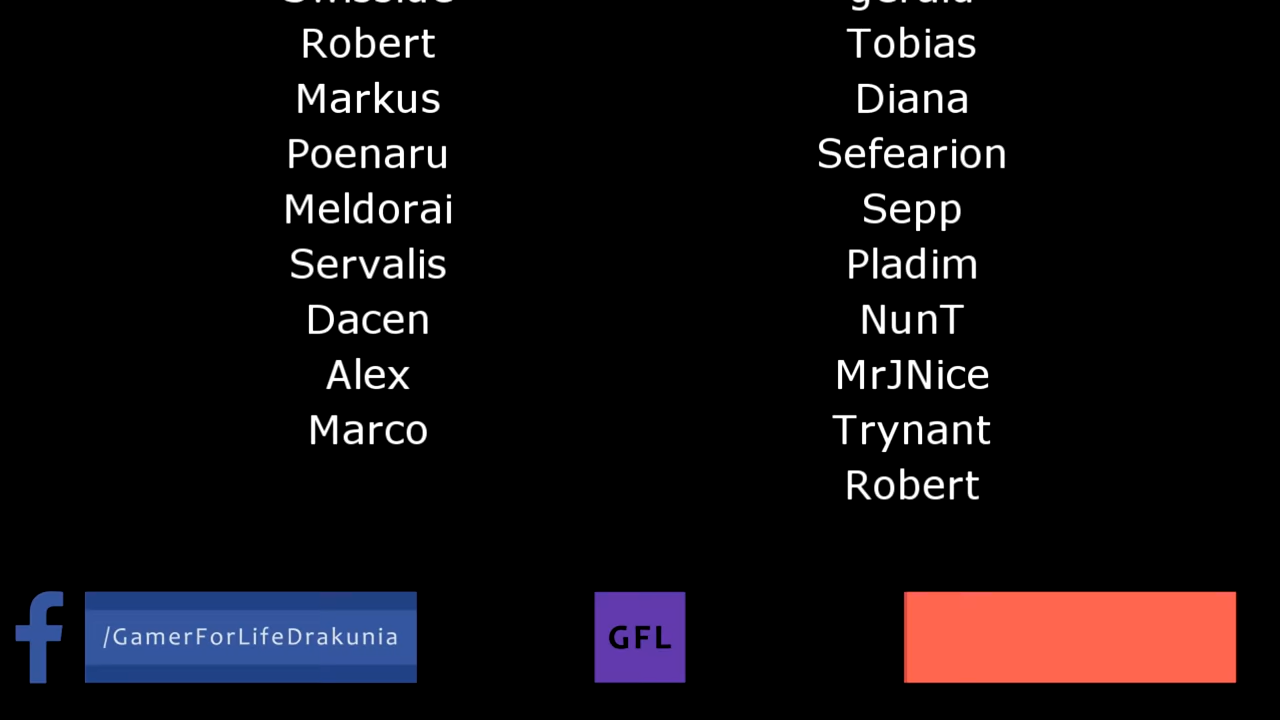 Robert
Markus
Poenaru
Meldorai
Servalis
Dacen
Alex
Marco
Tobias
Diana
Sefearion
Sepp
Pladim
NunT
MrJNice
Trynant
Robert
/GamerForLifeDrakunia
GFL